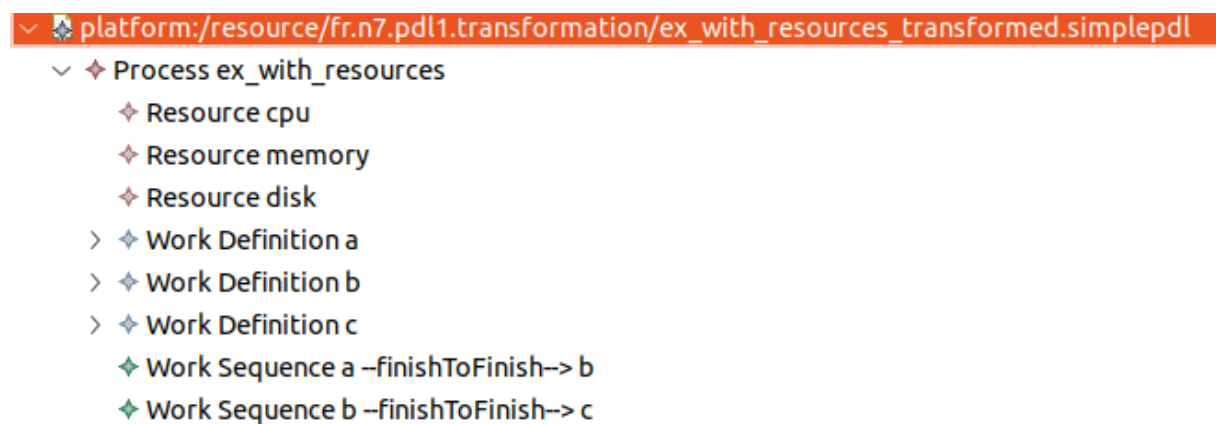 platform:/resource/fr.n7.pdl1.transformation/ex_with_resources_transformed.simplepdl
Process ex_with_resources
Resource cpu
Resource memory
Resource disk
Work Definition a
Work Definition b
Work Definition c
Work Sequence a --finishToFinish--> b
Work Sequence b --finishToFinish--> c